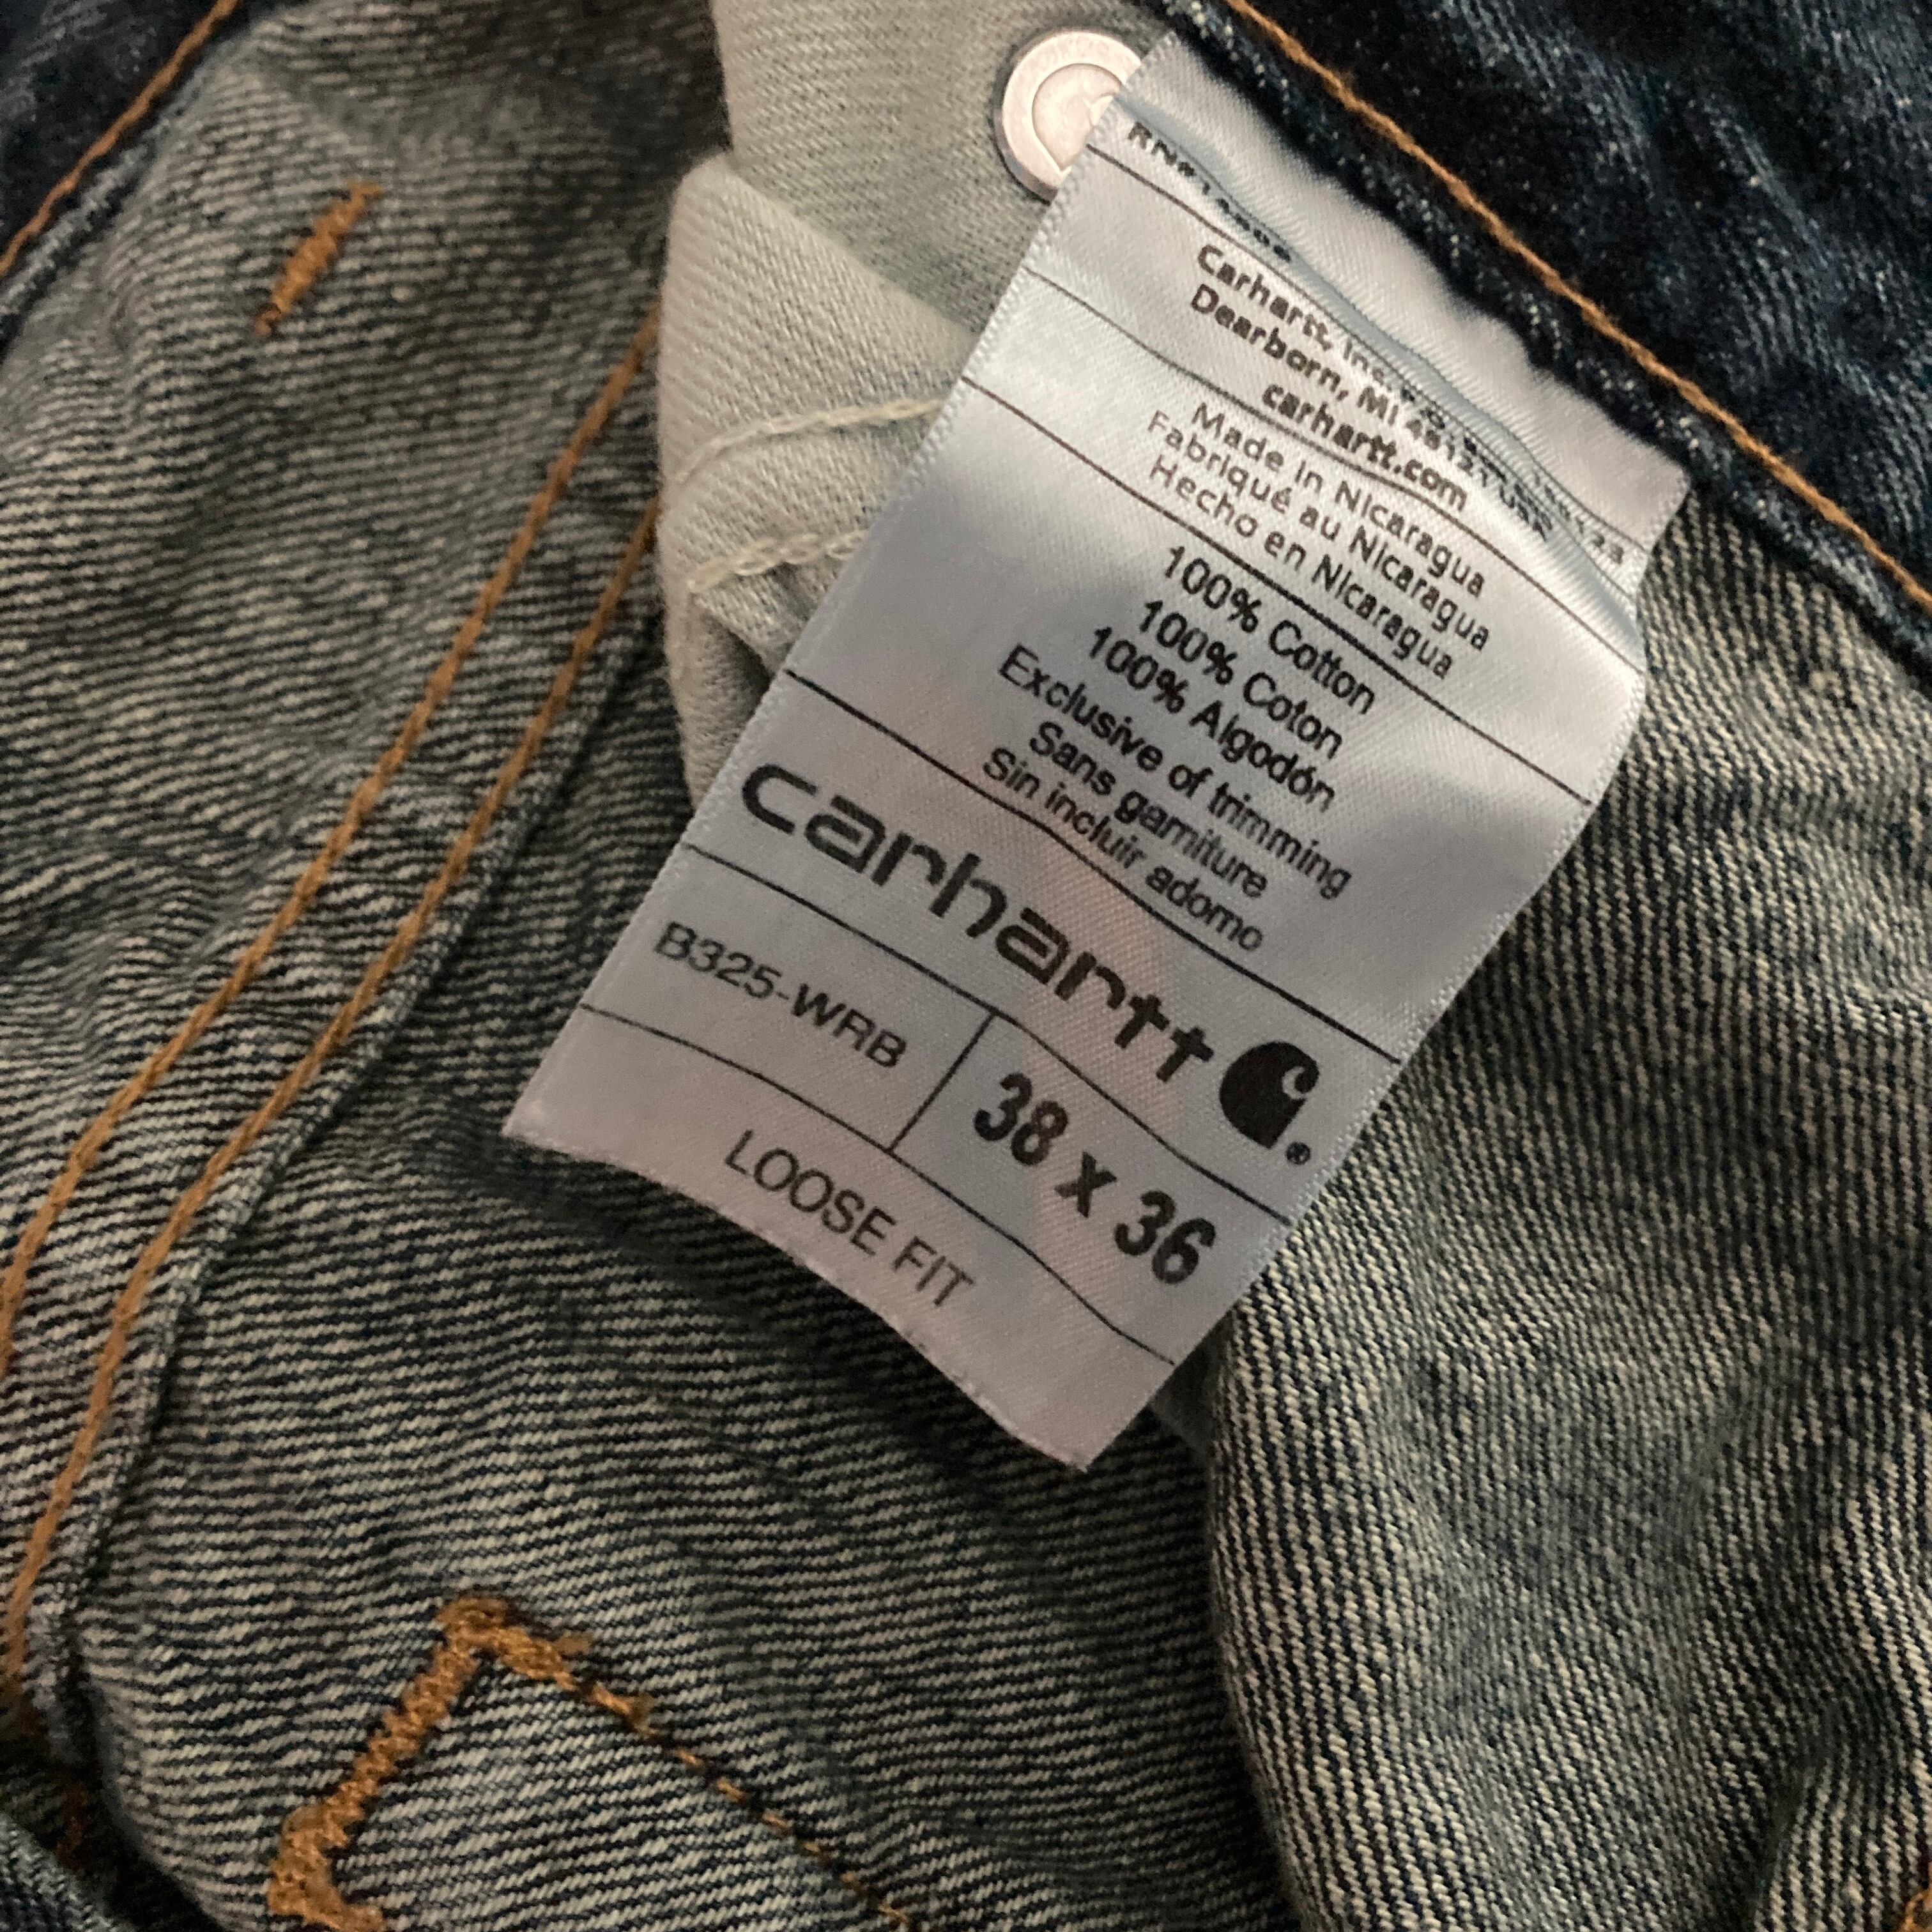 Carhartt, Inc.
Dearborn, MI
carhartt.com
Made in Nicaragua
Fabriqué au Nicaragua
Hecho en Nicaragua
100% Cotton
100% Coton
100% Algodón
Exclusive of trimming
Sans garniture
Sin incluir adorno
carhartt
B325-WRB
38 x 36
LOOSE FIT